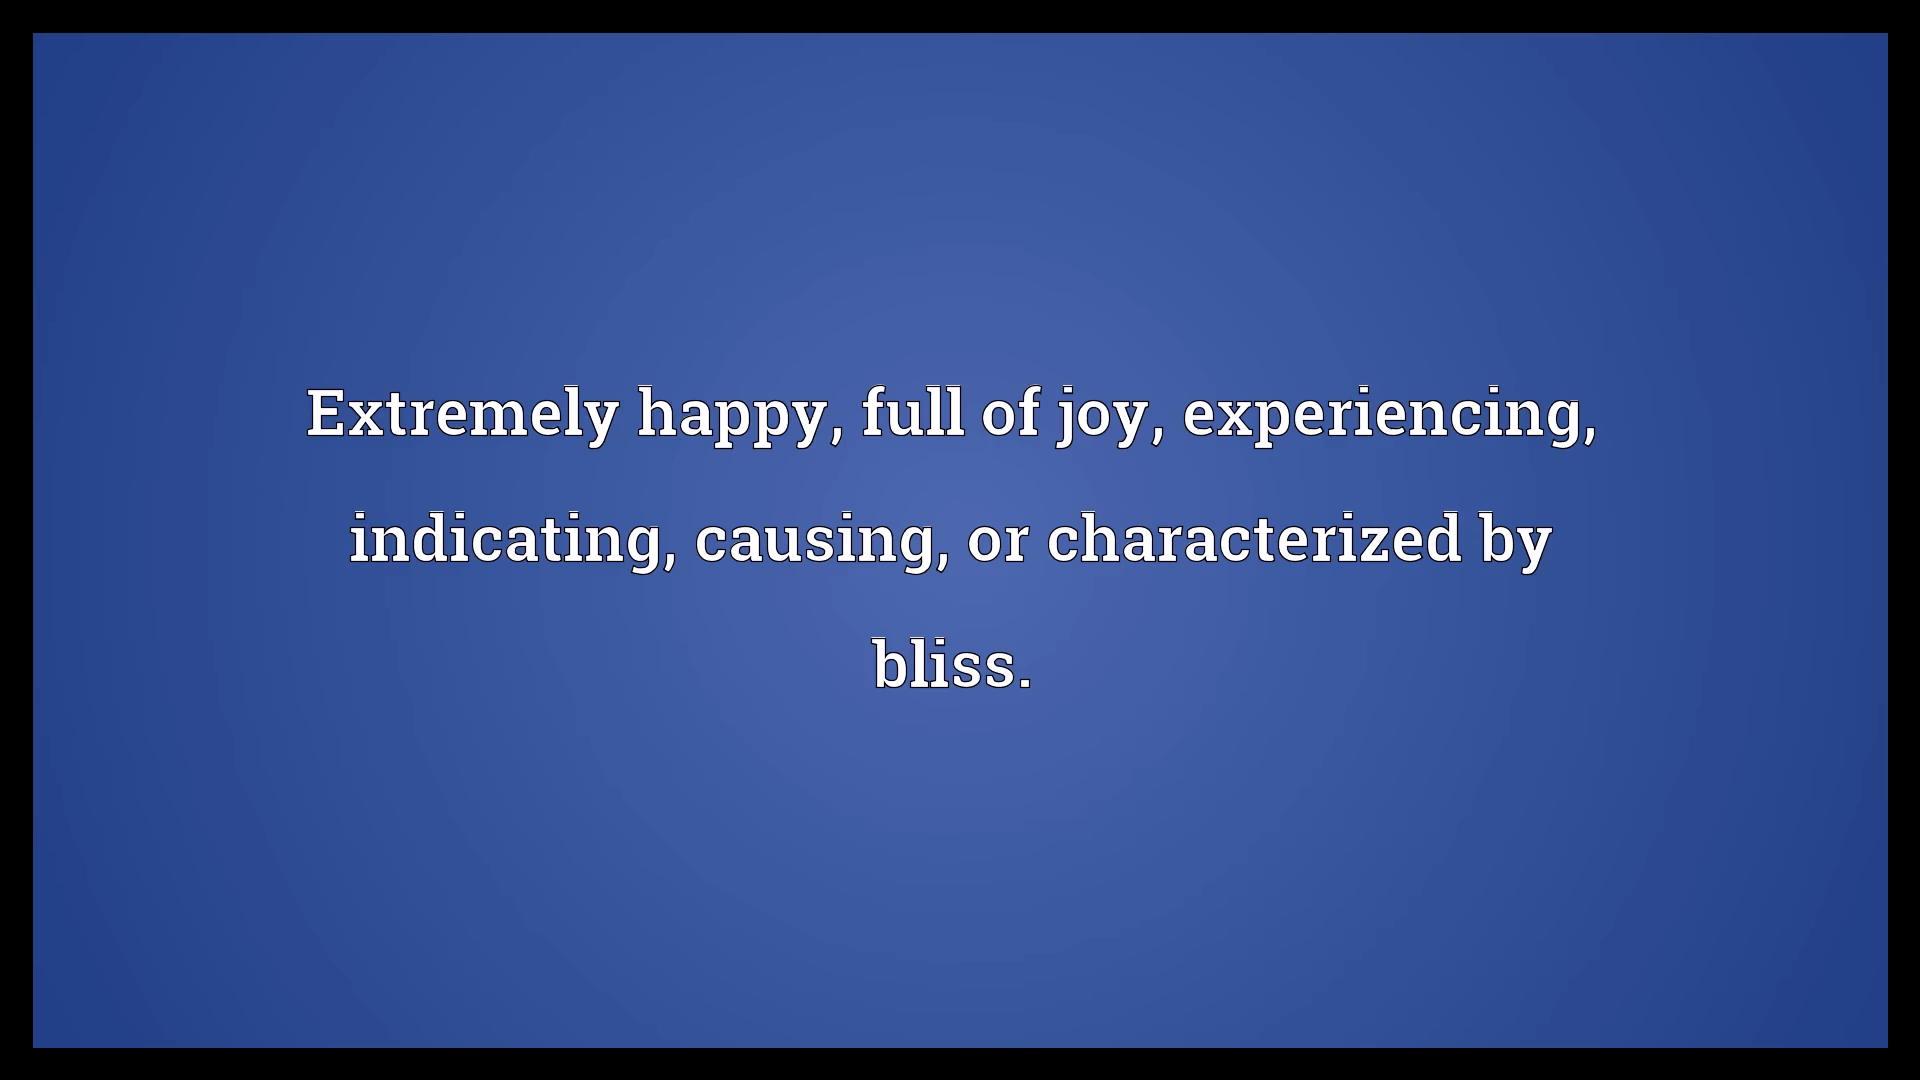 Extremely happy, full of joy, experiencing,
indicating, causing, or characterized by
bliss.